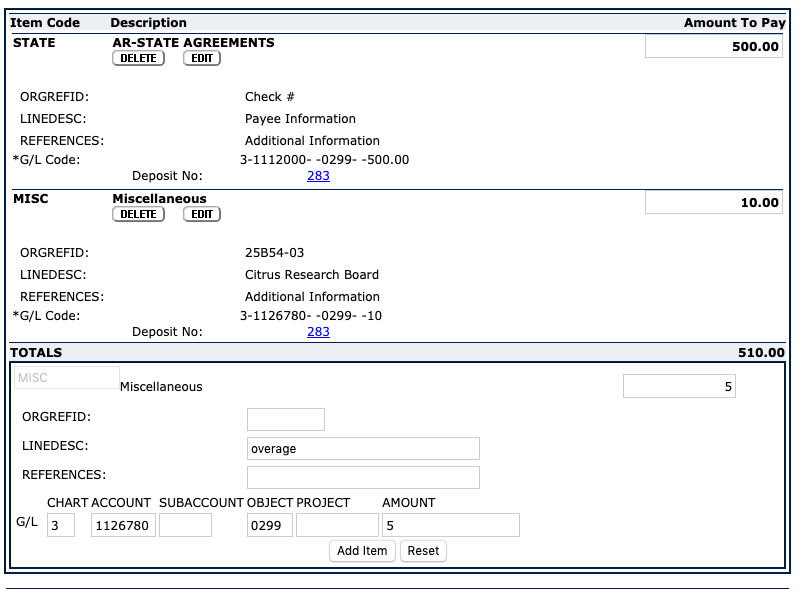 Item Code Description Amount To Pay
STATE AR-STATE AGREEMENTS 500.00
DELETE EDIT
ORGREFID: Check #
LINEDESC: Payee Information
REFERENCES: Additional Information
*G/L Code: 3-1112000- -0299- -500.00
Deposit No: 283
MISC Miscellaneous 10.00
DELETE EDIT
ORGREFID: 25B54-03
LINEDESC: Citrus Research Board
REFERENCES: Additional Information
*G/L Code: 3-1126780- -0299- -10
Deposit No: 283
TOTALS 510.00
MISC Miscellaneous 5
ORGREFID:
LINEDESC: overage
REFERENCES:
CHART ACCOUNT SUBACCOUNT OBJECT PROJECT AMOUNT
G/L 3 1126780 0299 5
Add Item Reset